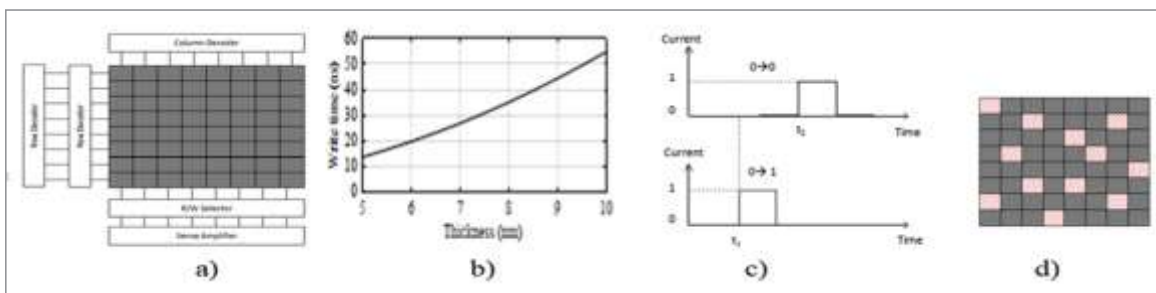 Column Decoder
Row Decoder
Row Decoder
R/W Selector
Sense Amplifier
a)
Write time (ns)
60
50
40
30
20
10
0
5 6 7 8 9 10
Thickness (nm)
b)
Current
0→0
1
0
t₂
Time
Current
0→1
1
0
t₁
Time
c)
d)